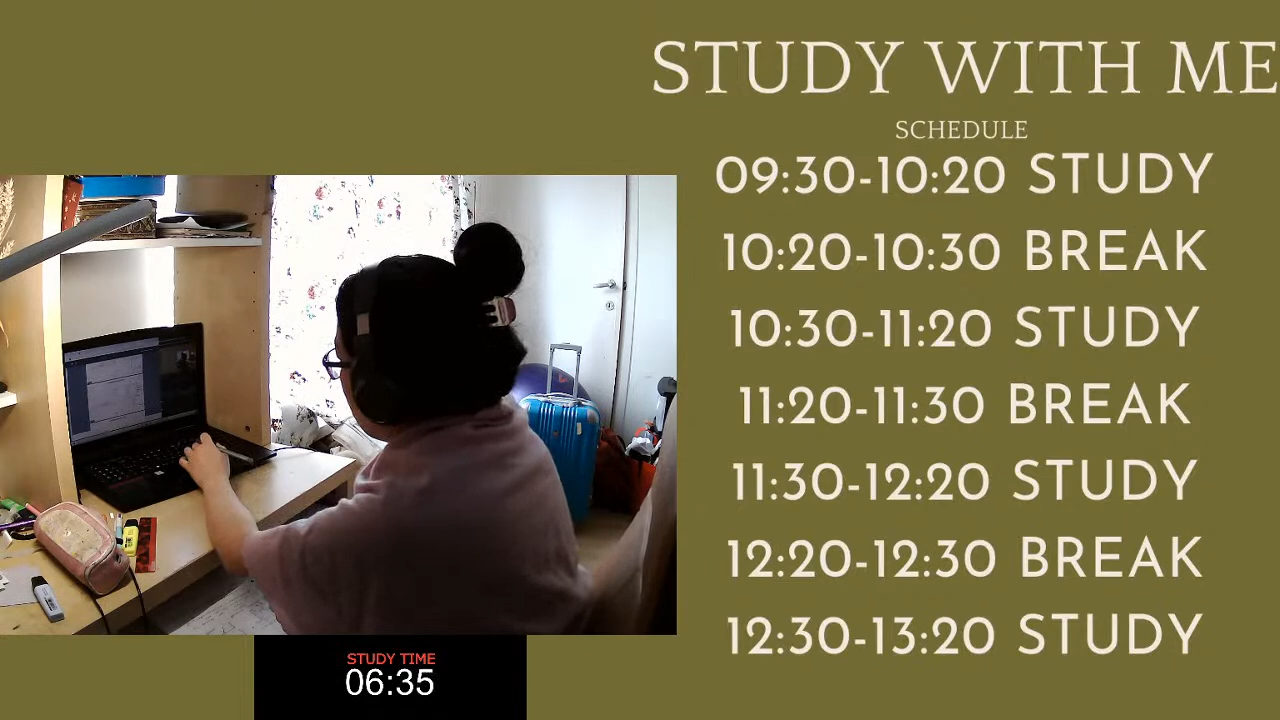 STUDY WITH ME
SCHEDULE
09:30-10:20 STUDY
10:20-10:30 BREAK
10:30-11:20 STUDY
11:20-11:30 BREAK
11:30-12:20 STUDY
12:20-12:30 BREAK
12:30-13:20 STUDY
STUDY TIME
06:35